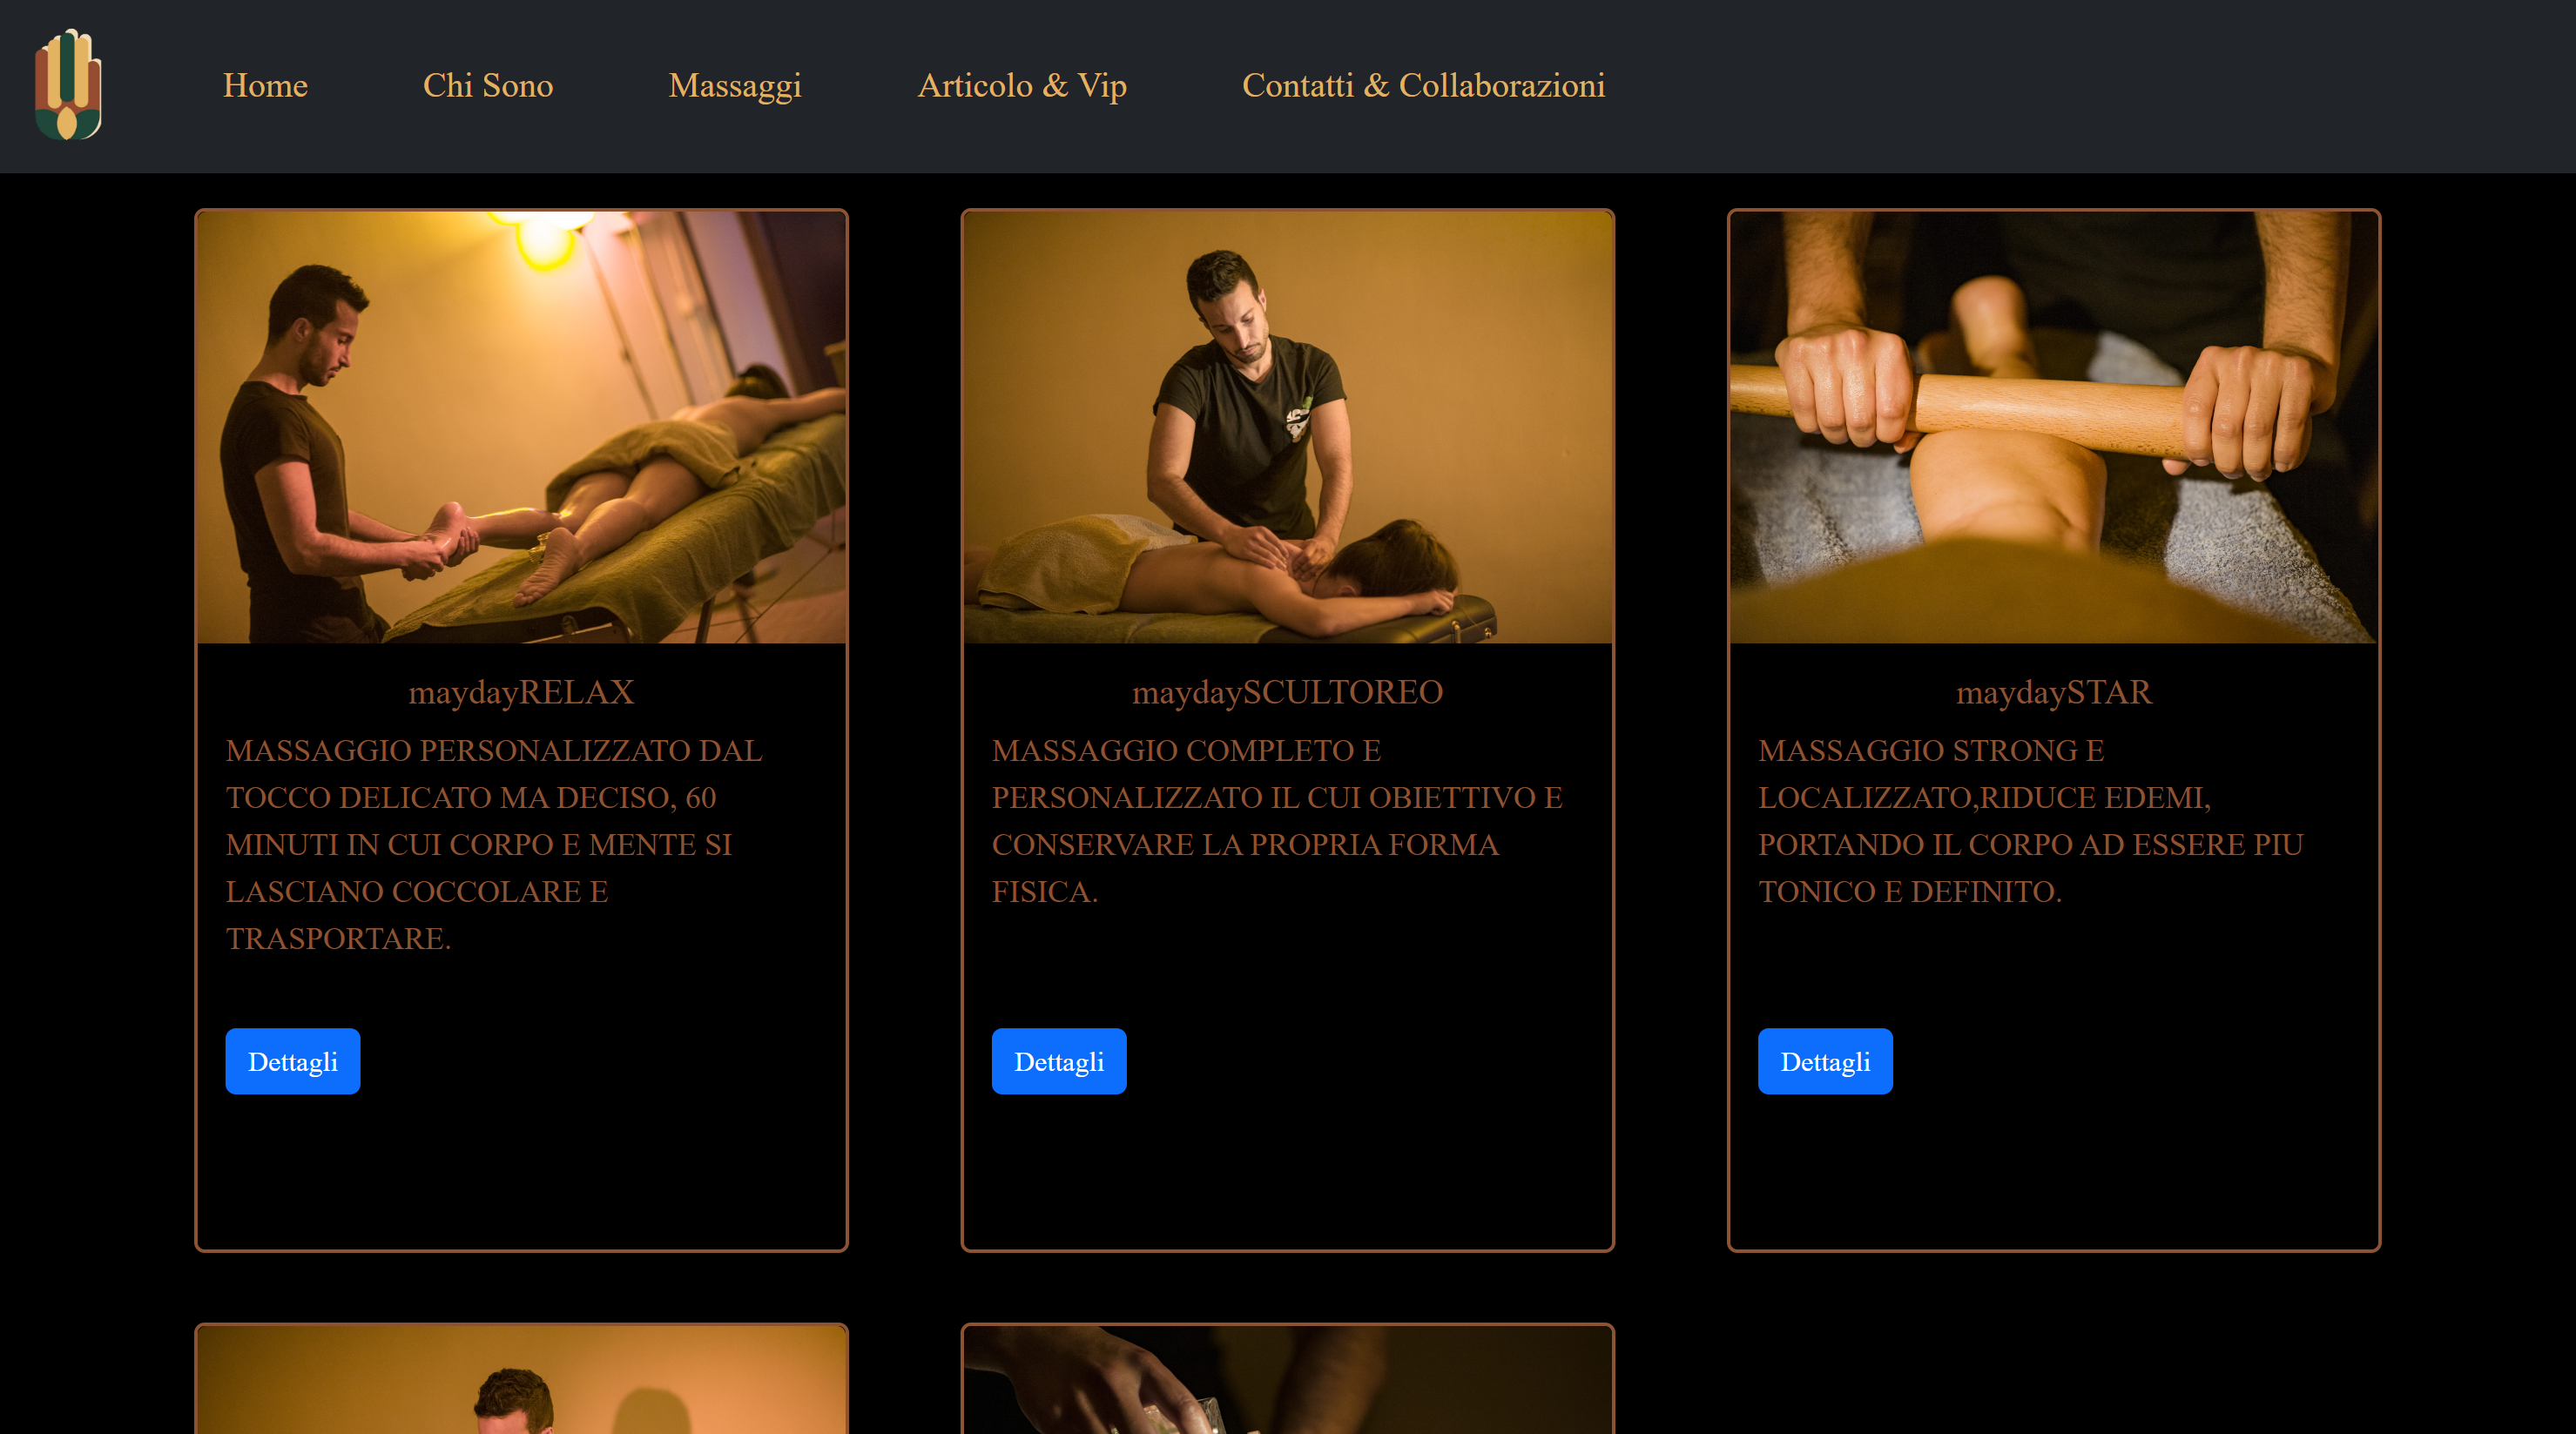 Home
Chi Sono
Massaggi
Articolo & Vip
Contatti & Collaborazioni
maydayRELAX
MASSAGGIO PERSONALIZZATO DAL
TOCCO DELICATO MA DECISO, 60
MINUTI IN CUI CORPO E MENTE SI
LASCIANO COCCOLARE E
TRASPORTARE.
Dettagli
maydaySCULTOREO
MASSAGGIO COMPLETO E
PERSONALIZZATO IL CUI OBIETTIVO E
CONSERVARE LA PROPRIA FORMA
FISICA.
Dettagli
maydaySTAR
MASSAGGIO STRONG E
LOCALIZZATO,RIDUCE EDEMI,
PORTANDO IL CORPO AD ESSERE PIU
TONICO E DEFINITO.
Dettagli